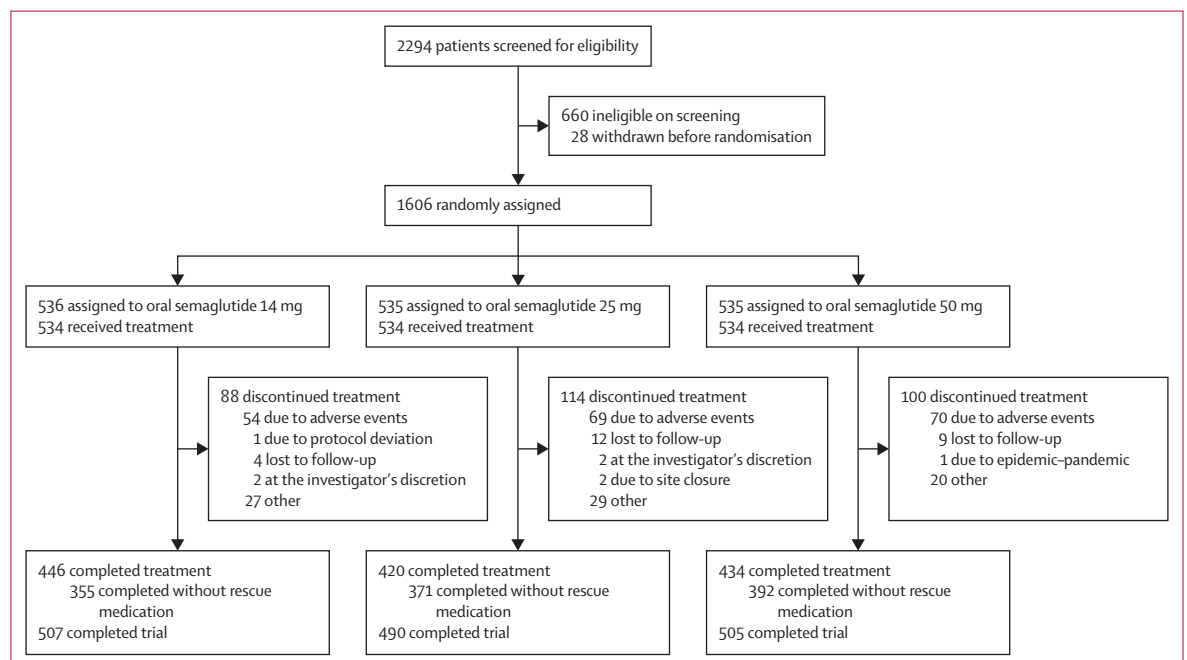 2294 patients screened for eligibility
660 ineligible on screening
28 withdrawn before randomisation
1606 randomly assigned
536 assigned to oral semaglutide 14 mg
534 received treatment
535 assigned to oral semaglutide 25 mg
534 received treatment
535 assigned to oral semaglutide 50 mg
534 received treatment
88 discontinued treatment
54 due to adverse events
1 due to protocol deviation
4 lost to follow-up
2 at the investigator's discretion
27 other
114 discontinued treatment
69 due to adverse events
12 lost to follow-up
2 at the investigator's discretion
2 due to site closure
29 other
100 discontinued treatment
70 due to adverse events
9 lost to follow-up
1 due to epidemic–pandemic
20 other
446 completed treatment
355 completed without rescue
medication
507 completed trial
420 completed treatment
371 completed without rescue
medication
490 completed trial
434 completed treatment
392 completed without rescue
medication
505 completed trial